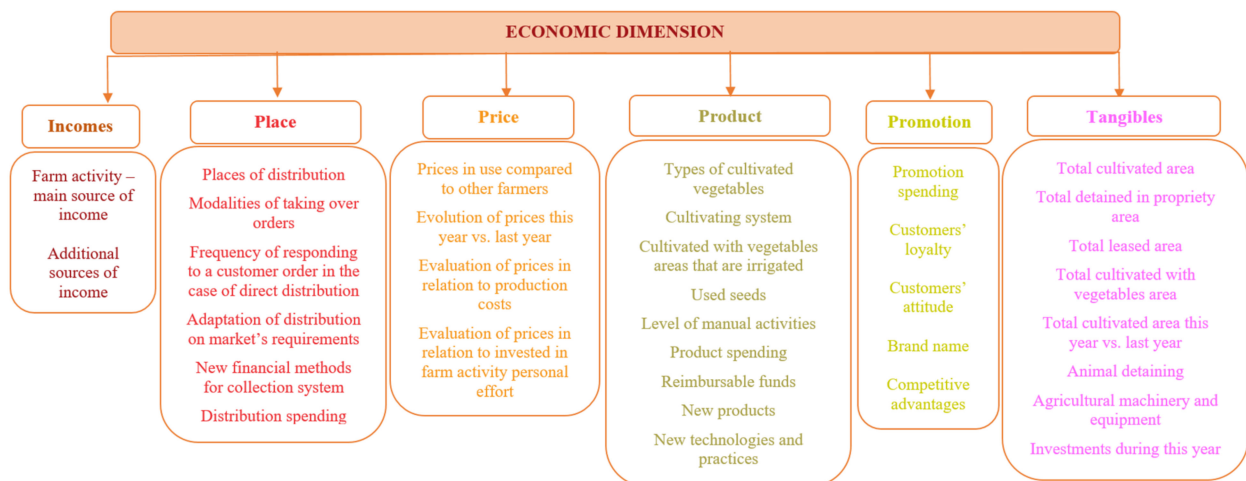 ECONOMIC DIMENSION
Incomes
Farm activity –
main source of
income
Additional
sources of
income
Place
Places of distribution
Modalities of taking over
orders
Frequency of responding
to a customer order in the
case of direct distribution
Adaptation of distribution
on market's requirements
New financial methods
for collection system
Distribution spending
Price
Prices in use compared
to other farmers
Evolution of prices this
year vs. last year
Evaluation of prices in
relation to production
costs
Evaluation of prices in
relation to invested in
farm activity personal
effort
Product
Types of cultivated
vegetables
Cultivating system
Cultivated with vegetables
areas that are irrigated
Used seeds
Level of manual activities
Product spending
Reimbursable funds
New products
New technologies and
practices
Promotion
Promotion
spending
Customers'
loyalty
Customers'
attitude
Brand name
Competitive
advantages
Tangibles
Total cultivated area
Total detained in propriety
area
Total leased area
Total cultivated with
vegetables area
Total cultivated area this
year vs. last year
Animal detaining
Agricultural machinery and
equipment
Investments during this year